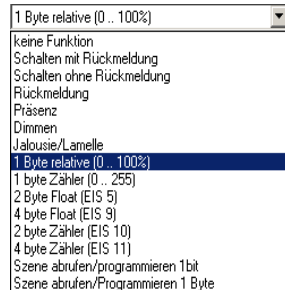 1 Byte relative (0 .. 100%)
keine Funktion
Schalten mit Rückmeldung
Schalten ohne Rückmeldung
Rückmeldung
Präsenz
Dimmen
Jalousie/Lamelle
1 Byte relative (0 .. 100%)
1 byte Zähler (0 .. 255)
2 Byte Float (EIS 5)
4 byte Float (EIS 9)
2 byte Zähler (EIS 10)
4 byte Zähler (EIS 11)
Szene abrufen/programmieren 1bit
Szene abrufen/Programmieren 1 Byte